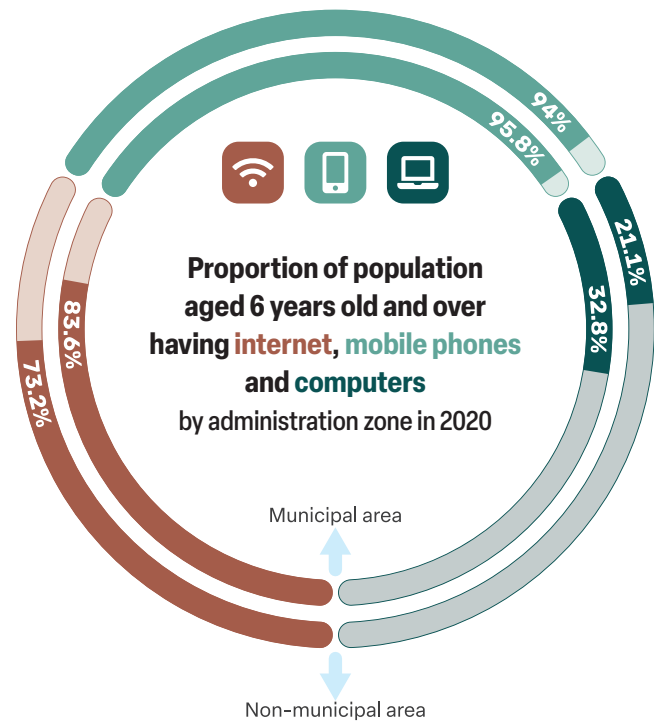 94%
95.8%
21.1%
32.8%
83.6%
73.2%
Proportion of population
aged 6 years old and over
having internet, mobile phones
and computers
by administration zone in 2020
Municipal area
Non-municipal area